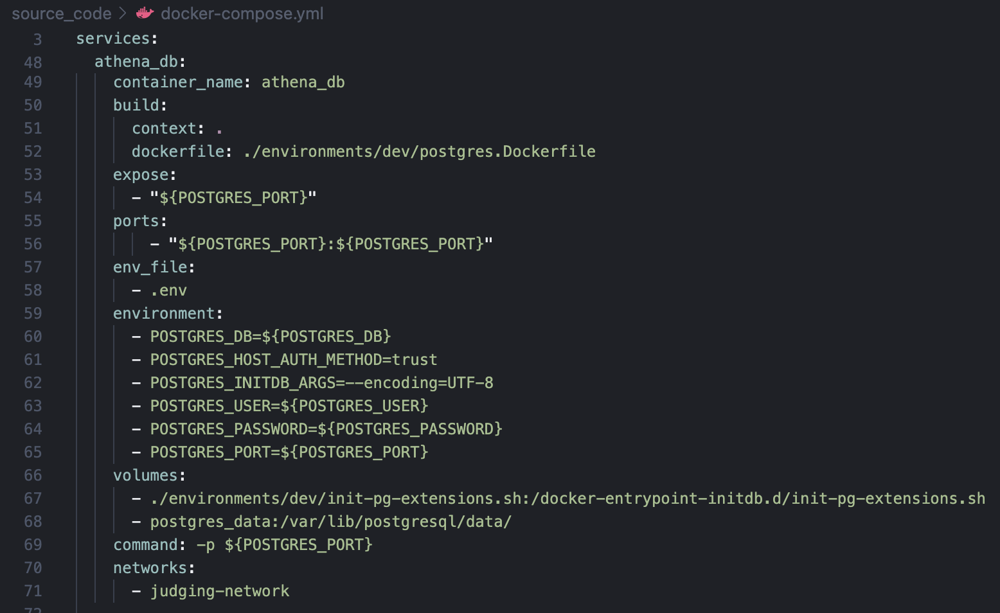 source_code > docker-compose.yml
3 services:
48 athena_db:
49 container_name: athena_db
50 build:
51 context: .
52 dockerfile: ./environments/dev/postgres.Dockerfile
53 expose:
54 - "${POSTGRES_PORT}"
55 ports:
56 - "${POSTGRES_PORT}:${POSTGRES_PORT}"
57 env_file:
58 - .env
59 environment:
60 - POSTGRES_DB=${POSTGRES_DB}
61 - POSTGRES_HOST_AUTH_METHOD=trust
62 - POSTGRES_INITDB_ARGS=--encoding=UTF-8
63 - POSTGRES_USER=${POSTGRES_USER}
64 - POSTGRES_PASSWORD=${POSTGRES_PASSWORD}
65 - POSTGRES_PORT=${POSTGRES_PORT}
66 volumes:
67 - ./environments/dev/init-pg-extensions.sh:/docker-entrypoint-initdb.d/init-pg-extensions.sh
68 - postgres_data:/var/lib/postgresql/data/
69 command: -p ${POSTGRES_PORT}
70 networks:
71 - judging-network
72